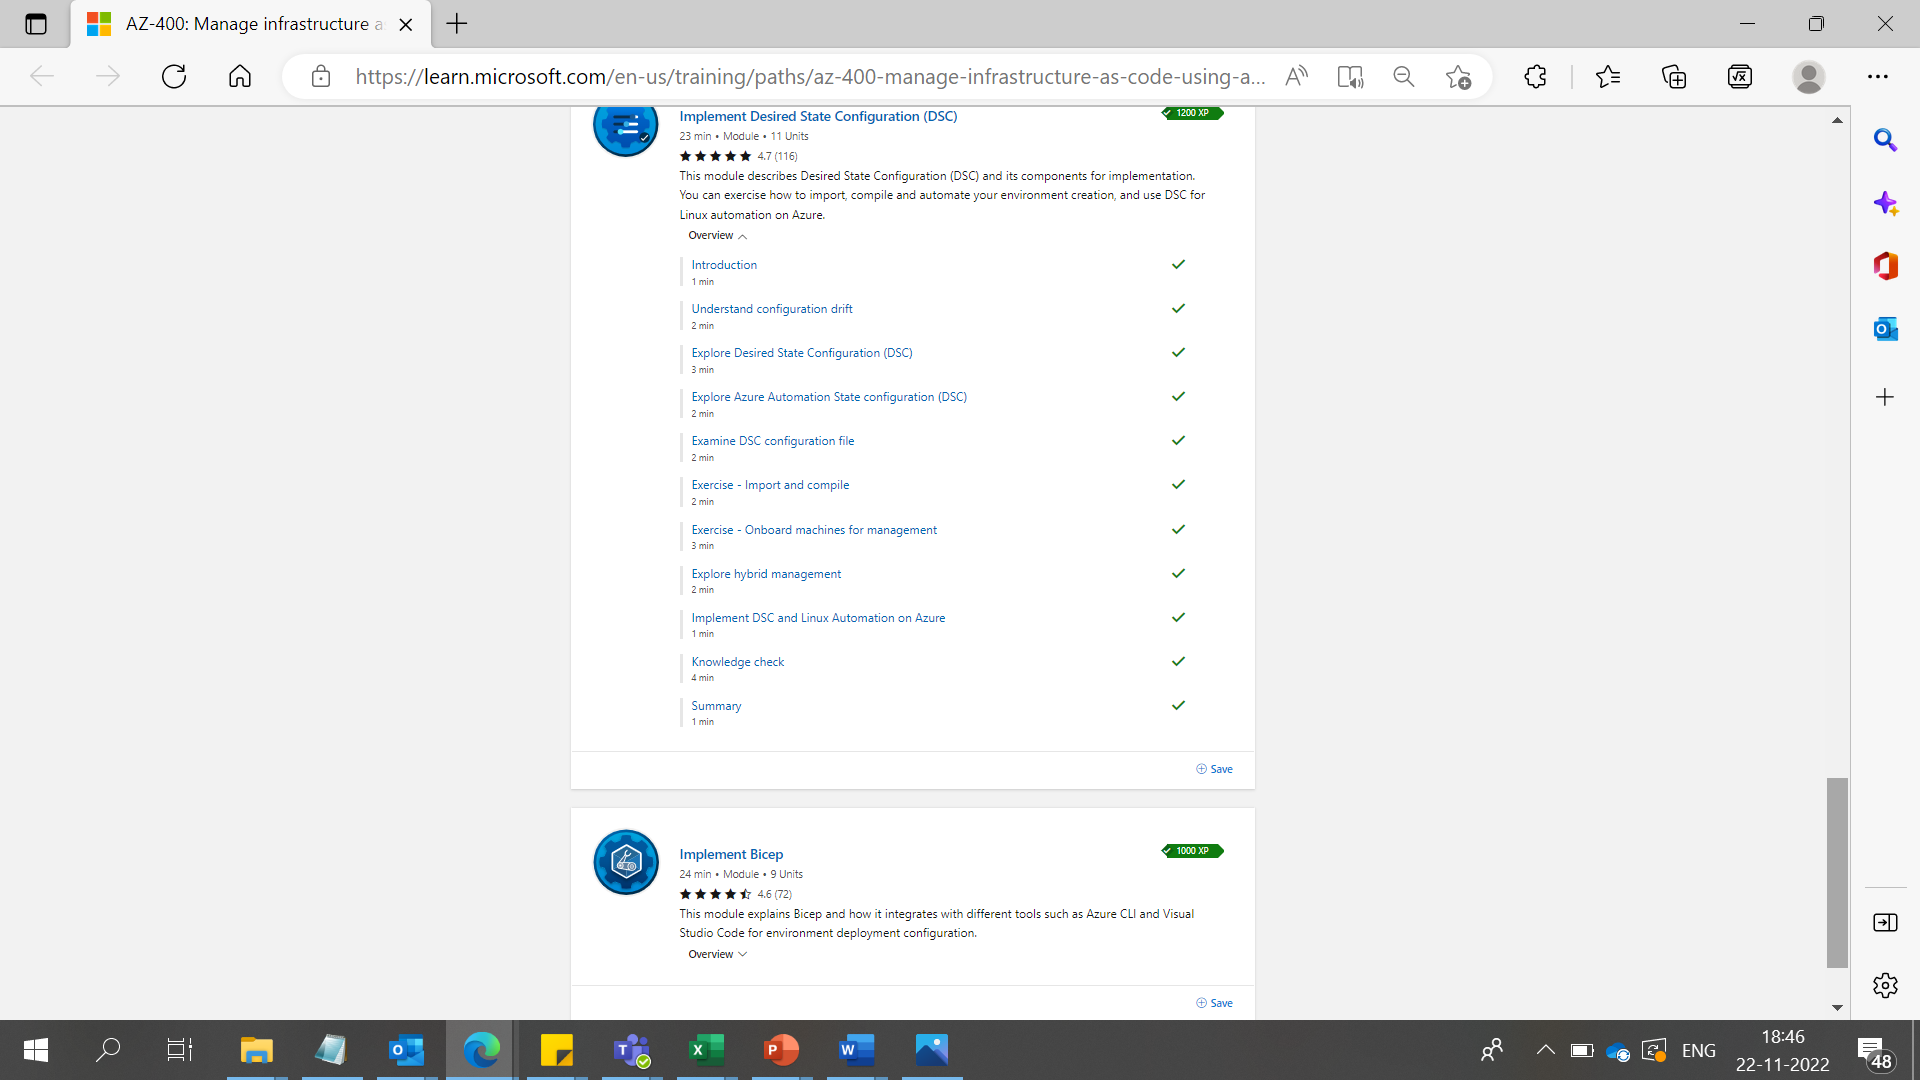 AZ-400: Manage infrastructure a
https://learn.microsoft.com/en-us/training/paths/az-400-manage-infrastructure-as-code-using-a...
Implement Desired State Configuration (DSC)
1200 XP
23 min • Module • 11 Units
4.7 (116)
This module describes Desired State Configuration (DSC) and its components for implementation.
You can exercise how to import, compile and automate your environment creation, and use DSC for
Linux automation on Azure.
Overview
Introduction
1 min
Understand configuration drift
2 min
Explore Desired State Configuration (DSC)
3 min
Explore Azure Automation State configuration (DSC)
2 min
Examine DSC configuration file
2 min
Exercise - Import and compile
2 min
Exercise - Onboard machines for management
3 min
Explore hybrid management
2 min
Implement DSC and Linux Automation on Azure
1 min
Knowledge check
4 min
Summary
1 min
Save
Implement Bicep
1000 XP
24 min • Module • 9 Units
4.6 (72)
This module explains Bicep and how it integrates with different tools such as Azure CLI and Visual
Studio Code for environment deployment configuration.
Overview
Save
ENG
18:46
22-11-2022
48